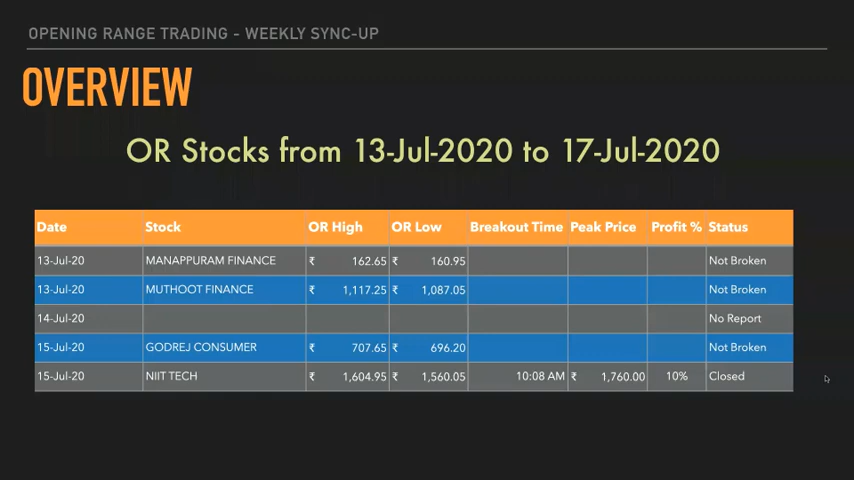 OPENING RANGE TRADING - WEEKLY SYNC-UP
OVERVIEW
OR Stocks from 13-Jul-2020 to 17-Jul-2020
Date Stock OR High OR Low Breakout Time Peak Price Profit % Status
13-Jul-20 MANAPPURAM FINANCE ₹ 162.65 ₹ 160.95 Not Broken
13-Jul-20 MUTHOOT FINANCE ₹ 1,117.25 ₹ 1,087.05 Not Broken
14-Jul-20 No Report
15-Jul-20 GODREJ CONSUMER ₹ 707.65 ₹ 696.20 Not Broken
15-Jul-20 NIIT TECH ₹ 1,604.95 ₹ 1,560.05 10:08 AM ₹ 1,760.00 10% Closed